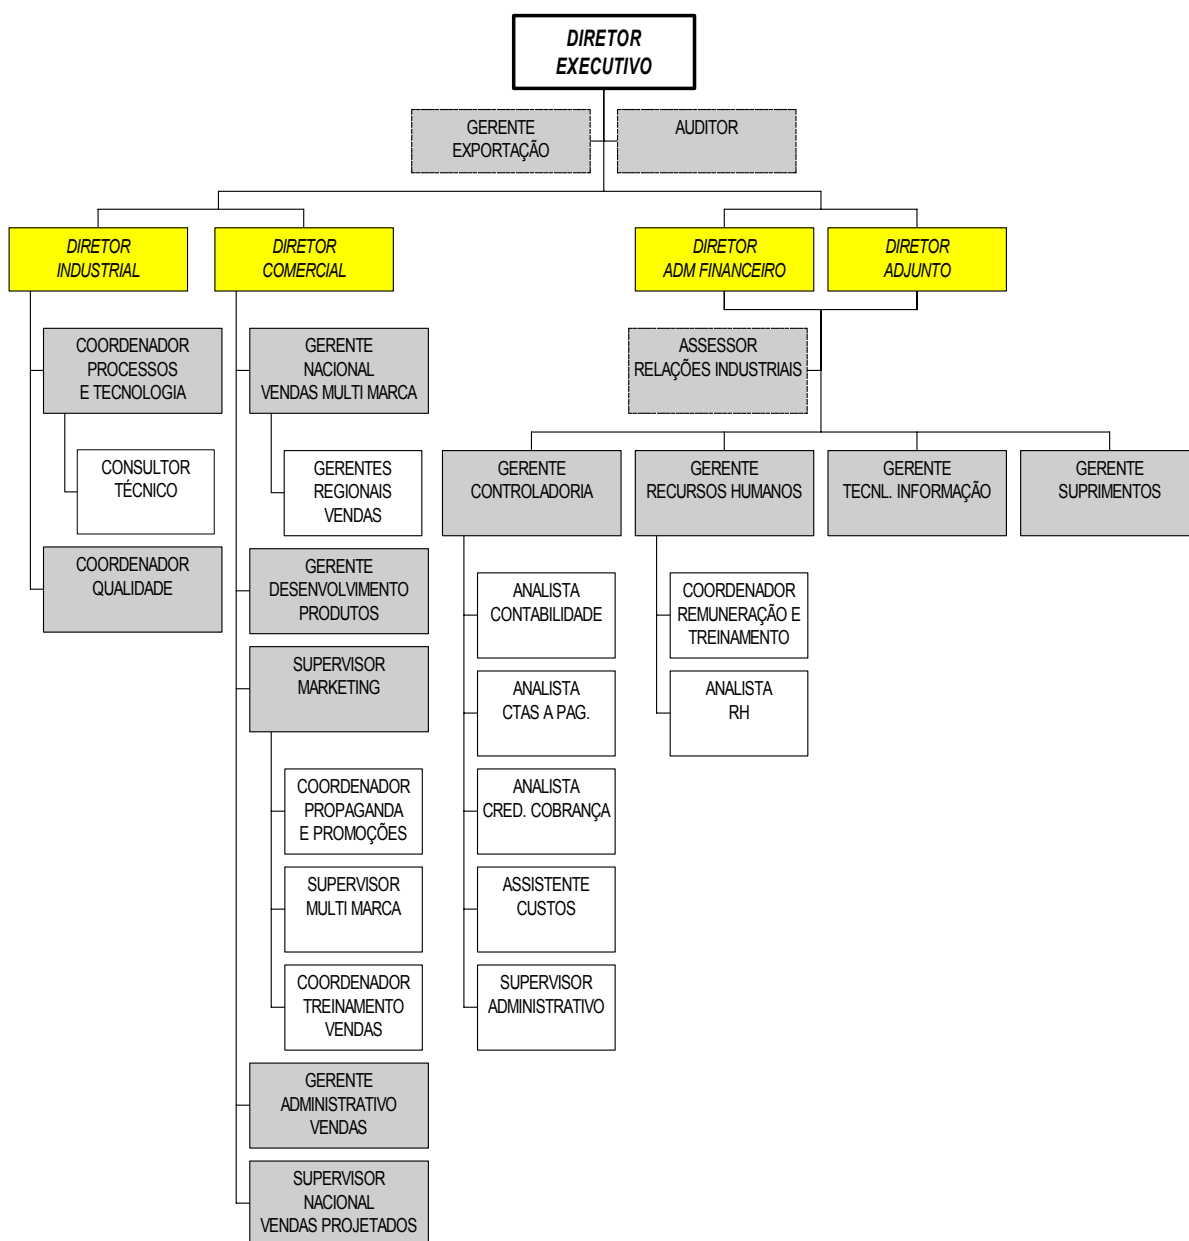 DIRETOR
EXECUTIVO
GERENTE
EXPORTAÇÃO
AUDITOR
DIRETOR
INDUSTRIAL
DIRETOR
COMERCIAL
DIRETOR
ADM FINANCEIRO
DIRETOR
ADJUNTO
COORDENADOR
PROCESSOS
E TECNOLOGIA
GERENTE
NACIONAL
VENDAS MULTI MARCA
ASSESSOR
RELAÇÕES INDUSTRIAIS
CONSULTOR
TÉCNICO
GERENTES
REGIONAIS
VENDAS
GERENTE
CONTROLADORIA
GERENTE
RECURSOS HUMANOS
GERENTE
TECNL. INFORMAÇÃO
GERENTE
SUPRIMENTOS
COORDENADOR
QUALIDADE
GERENTE
DESENVOLVIMENTO
PRODUTOS
ANALISTA
CONTABILIDADE
COORDENADOR
REMUNERAÇÃO E
TREINAMENTO
SUPERVISOR
MARKETING
ANALISTA
CTAS A PAG.
ANALISTA
RH
COORDENADOR
PROPAGANDA
E PROMOÇÕES
ANALISTA
CRED. COBRANÇA
SUPERVISOR
MULTI MARCA
ASSISTENTE
CUSTOS
COORDENADOR
TREINAMENTO
VENDAS
SUPERVISOR
ADMINISTRATIVO
GERENTE
ADMINISTRATIVO
VENDAS
SUPERVISOR
NACIONAL
VENDAS PROJETADOS